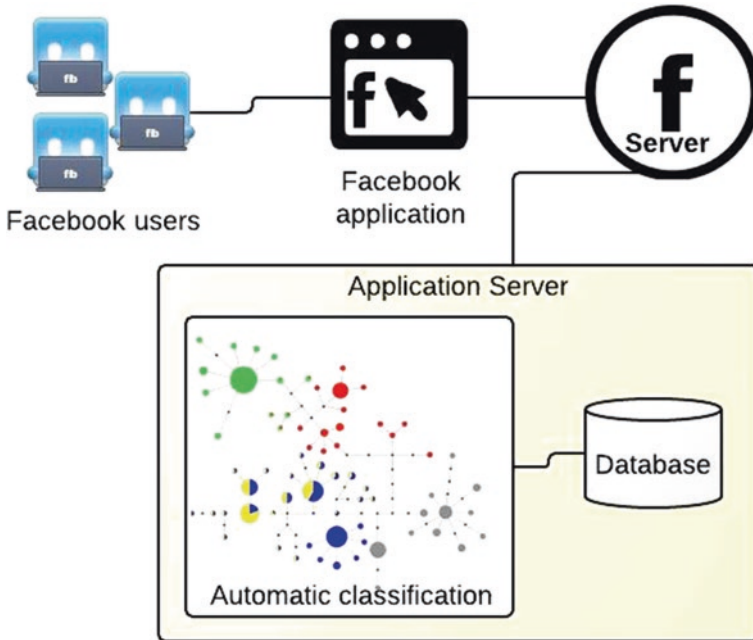 fb
fb
fb
Facebook users
f
Facebook
application
f
Server
Application Server
Automatic classification
Database